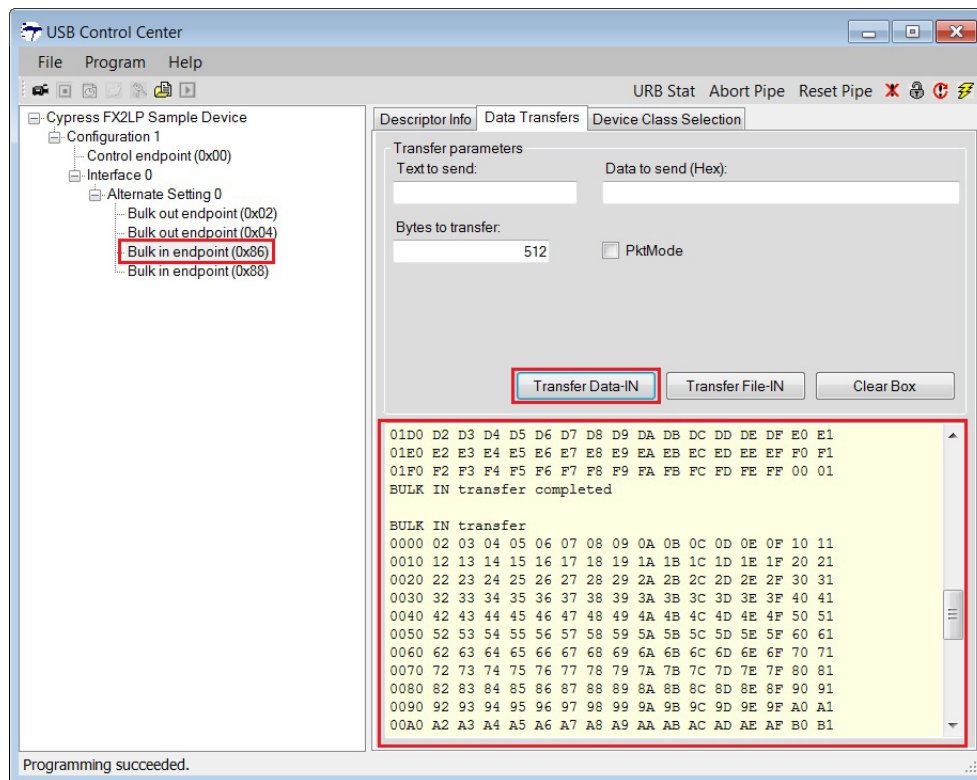 USB Control Center
File Program Help
URB Stat Abort Pipe Reset Pipe
Cypress FX2LP Sample Device
Configuration 1
Control endpoint (0x00)
Interface 0
Alternate Setting 0
Bulk out endpoint (0x02)
Bulk out endpoint (0x04)
Bulk in endpoint (0x86)
Bulk in endpoint (0x88)
Descriptor Info Data Transfers Device Class Selection
Transfer parameters
Text to send: Data to send (Hex):
Bytes to transfer:
512 PktMode
Transfer Data-IN Transfer File-IN Clear Box
01D0 D2 D3 D4 D5 D6 D7 D8 D9 DA DB DC DD DE DF E0 E1
01E0 E2 E3 E4 E5 E6 E7 E8 E9 EA EB EC ED EE EF F0 F1
01F0 F2 F3 F4 F5 F6 F7 F8 F9 FA FB FC FD FE FF 00 01
BULK IN transfer completed
BULK IN transfer
0000 02 03 04 05 06 07 08 09 0A 0B 0C 0D 0E 0F 10 11
0010 12 13 14 15 16 17 18 19 1A 1B 1C 1D 1E 1F 20 21
0020 22 23 24 25 26 27 28 29 2A 2B 2C 2D 2E 2F 30 31
0030 32 33 34 35 36 37 38 39 3A 3B 3C 3D 3E 3F 40 41
0040 42 43 44 45 46 47 48 49 4A 4B 4C 4D 4E 4F 50 51
0050 52 53 54 55 56 57 58 59 5A 5B 5C 5D 5E 5F 60 61
0060 62 63 64 65 66 67 68 69 6A 6B 6C 6D 6E 6F 70 71
0070 72 73 74 75 76 77 78 79 7A 7B 7C 7D 7E 7F 80 81
0080 82 83 84 85 86 87 88 89 8A 8B 8C 8D 8E 8F 90 91
0090 92 93 94 95 96 97 98 99 9A 9B 9C 9D 9E 9F A0 A1
00A0 A2 A3 A4 A5 A6 A7 A8 A9 AA AB AC AD AE AF B0 B1
Programming succeeded.